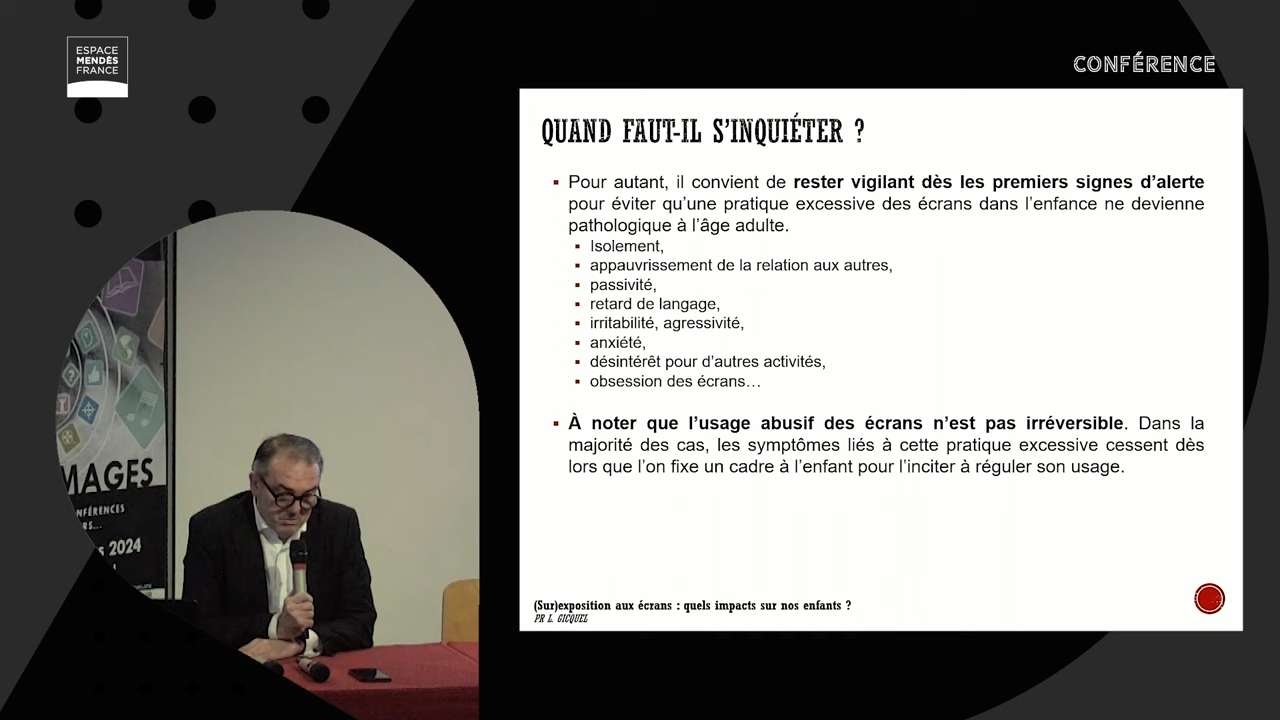 ESPACE
MENDÈS
FRANCE
CONFÉRENCE
QUAND FAUT-IL S'INQUIÉTER ?
Pour autant, il convient de rester vigilant dès les premiers signes d'alerte
pour éviter qu'une pratique excessive des écrans dans l'enfance ne devienne
pathologique à l'âge adulte.
Isolement,
appauvrissement de la relation aux autres,
passivité,
retard de langage,
irritabilité, agressivité,
anxiété,
désintérêt pour d'autres activités,
obsession des écrans…
À noter que l'usage abusif des écrans n'est pas irréversible. Dans la
majorité des cas, les symptômes liés à cette pratique excessive cessent dès
lors que l'on fixe un cadre à l'enfant pour l'inciter à réguler son usage.
(Sur)exposition aux écrans : quels impacts sur nos enfants ?
PR L. GICQUEL
MAGES
NFÉRENCES
RS...
s 2024